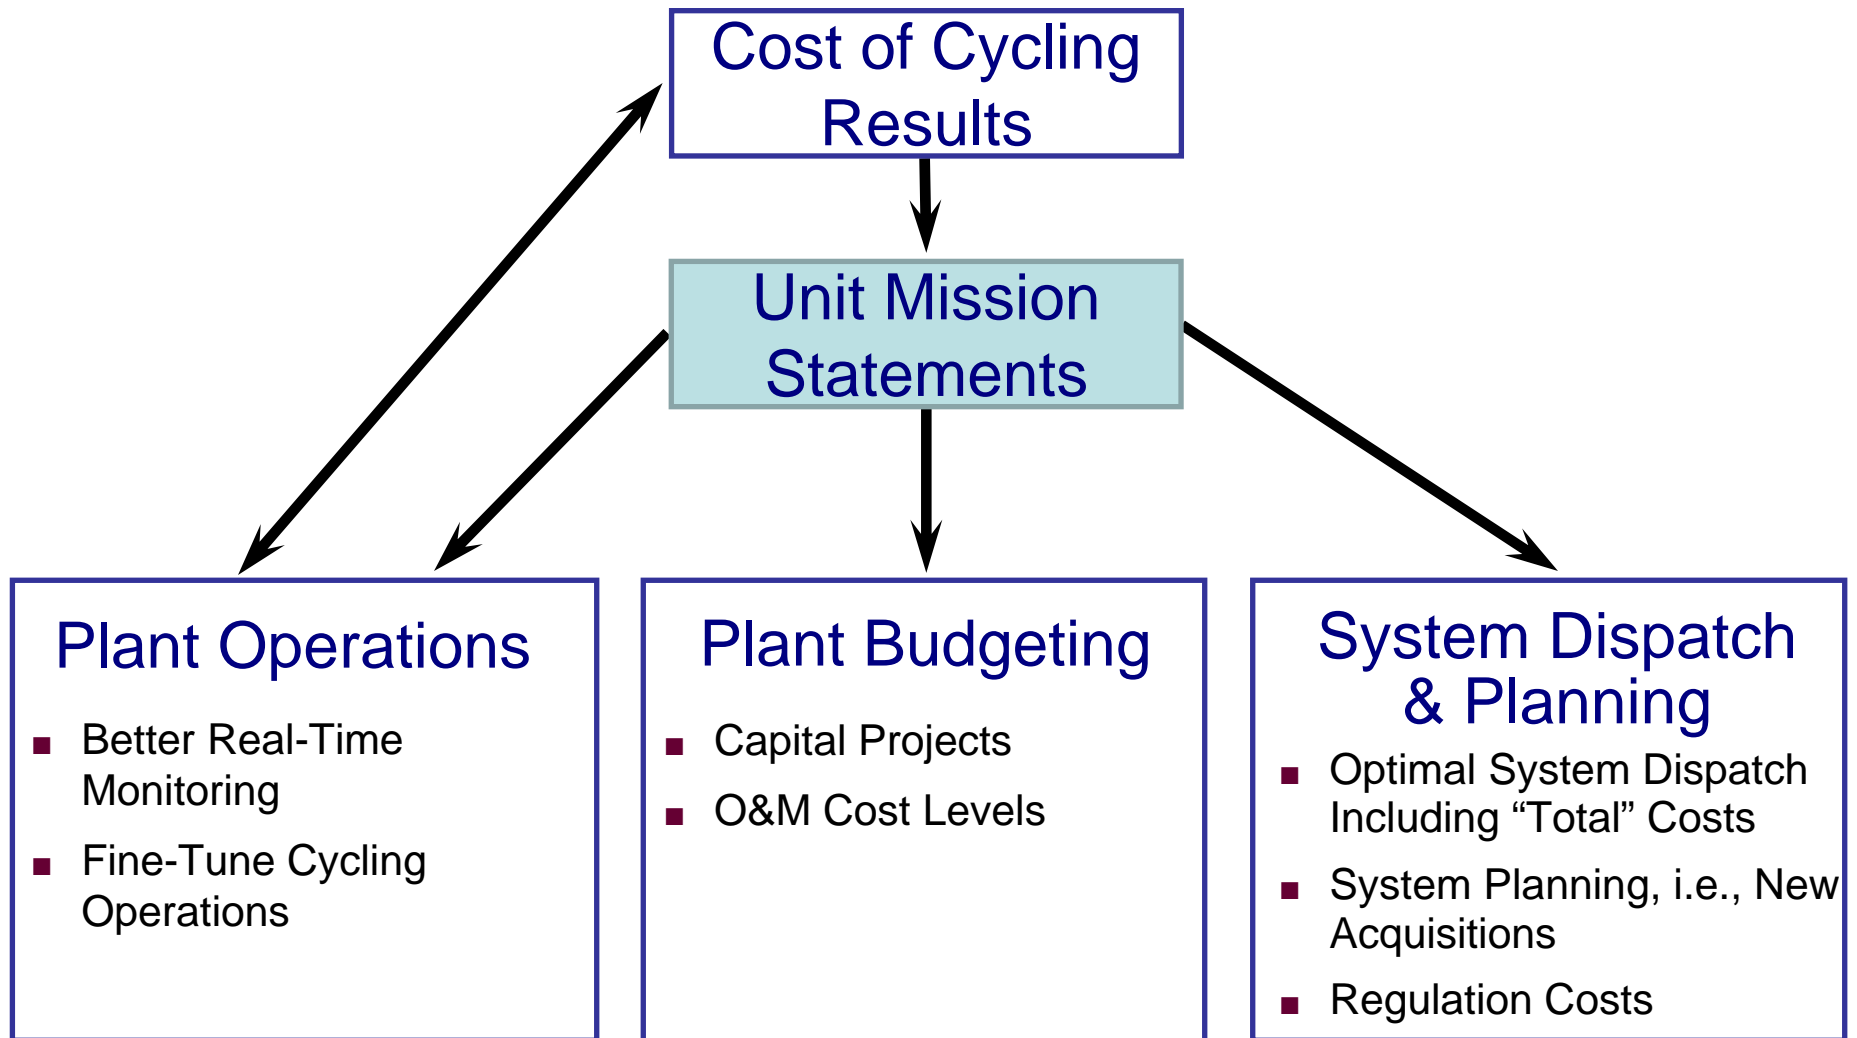 Cost of Cycling
Results
Unit Mission
Statements
Plant Operations
■ Better Real-Time
Monitoring
■ Fine-Tune Cycling
Operations
Plant Budgeting
■ Capital Projects
■ O&M Cost Levels
System Dispatch
& Planning
■ Optimal System Dispatch
Including “Total” Costs
■ System Planning, i.e., New
Acquisitions
■ Regulation Costs